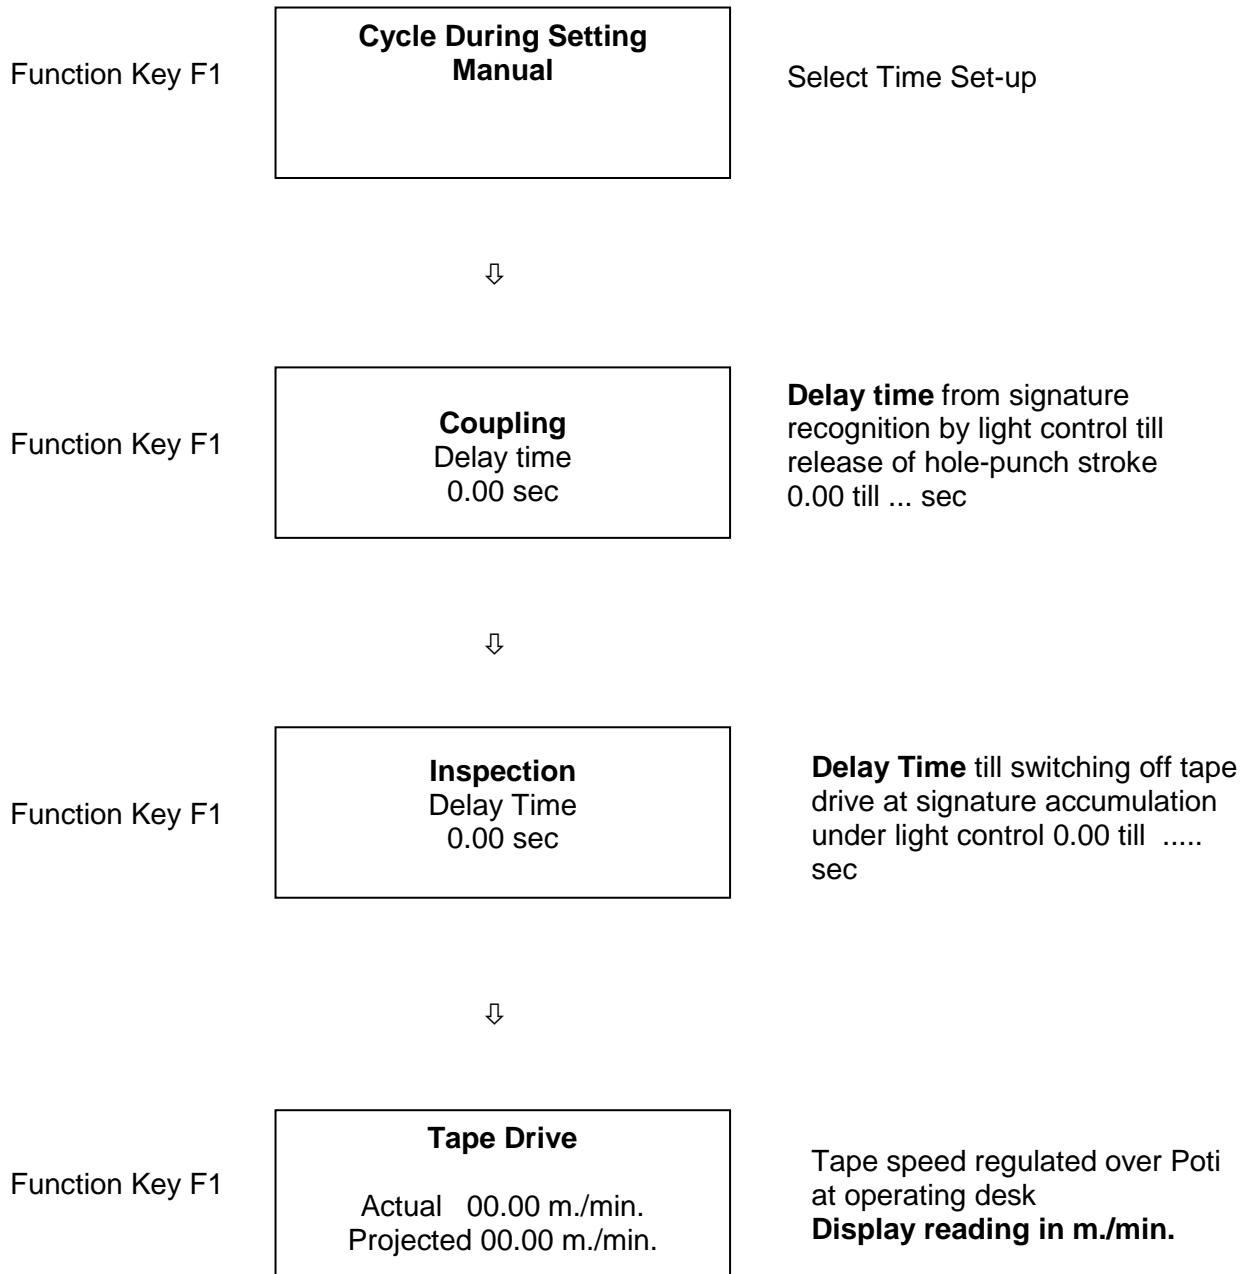 Function Key F1
Cycle During Setting
Manual
Select Time Set-up
⇩
Function Key F1
Coupling
Delay time
0.00 sec
Delay time from signature
recognition by light control till
release of hole-punch stroke
0.00 till ... sec
⇩
Function Key F1
Inspection
Delay Time
0.00 sec
Delay Time till switching off tape
drive at signature accumulation
under light control 0.00 till .....
sec
⇩
Function Key F1
Tape Drive
Actual 00.00 m./min.
Projected 00.00 m./min.
Tape speed regulated over Poti
at operating desk
Display reading in m./min.